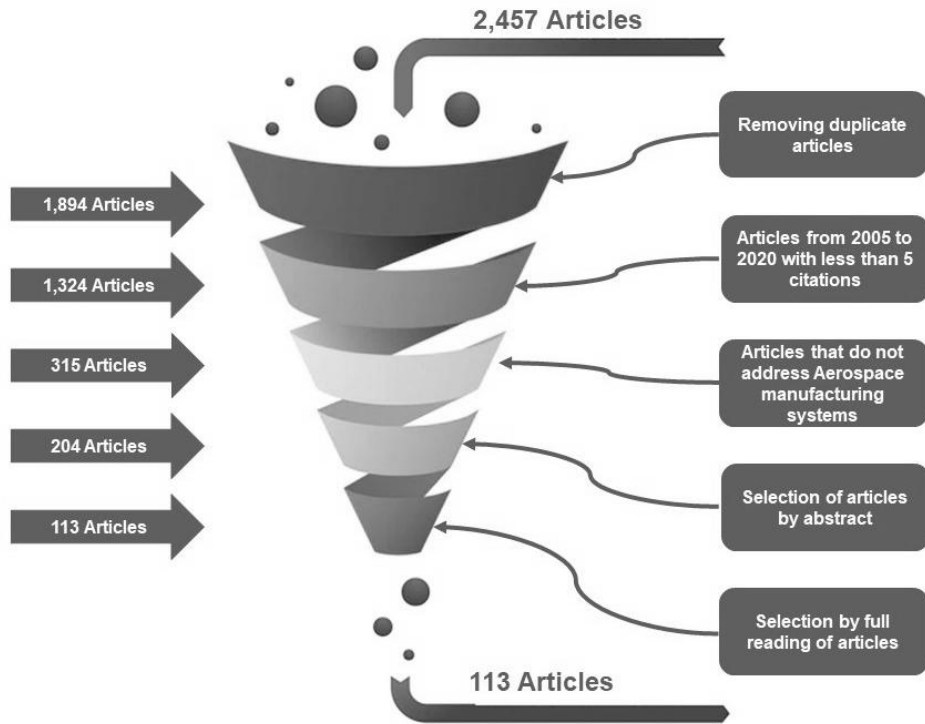 2,457 Articles
Removing duplicate
articles
1,894 Articles
Articles from 2005 to
2020 with less than 5
citations
1,324 Articles
Articles that do not
address Aerospace
manufacturing
systems
315 Articles
Selection of articles
by abstract
204 Articles
Selection by full
reading of articles
113 Articles
113 Articles